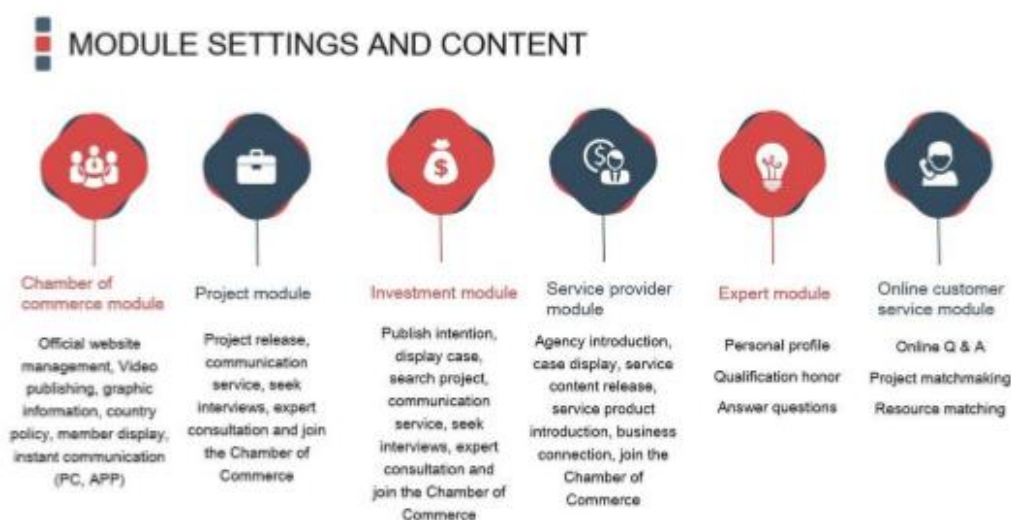 MODULE SETTINGS AND CONTENT
Chamber of
commerce module
Official website
management, Video
publishing, graphic
information, country
policy, member display,
instant communication
(PC, APP)
Project module
Project release,
communication
service, seek
interviews, expert
consultation and join
the Chamber of
Commerce
Investment module
Publish intention,
display case,
search project,
communication
service, seek
interviews, expert
consultation and
join the Chamber of
Commerce
Service provider
module
Agency introduction,
case display, service
content release,
service product
introduction, business
connection, join the
Chamber of
Commerce
Expert module
Personal profile
Qualification honor
Answer questions
Online customer
service module
Online Q & A
Project matchmaking
Resource matching